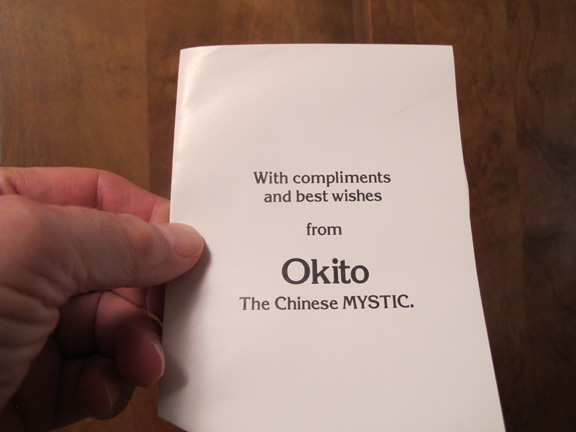 With compliments
and best wishes
from
Okito
The Chinese MYSTIC.